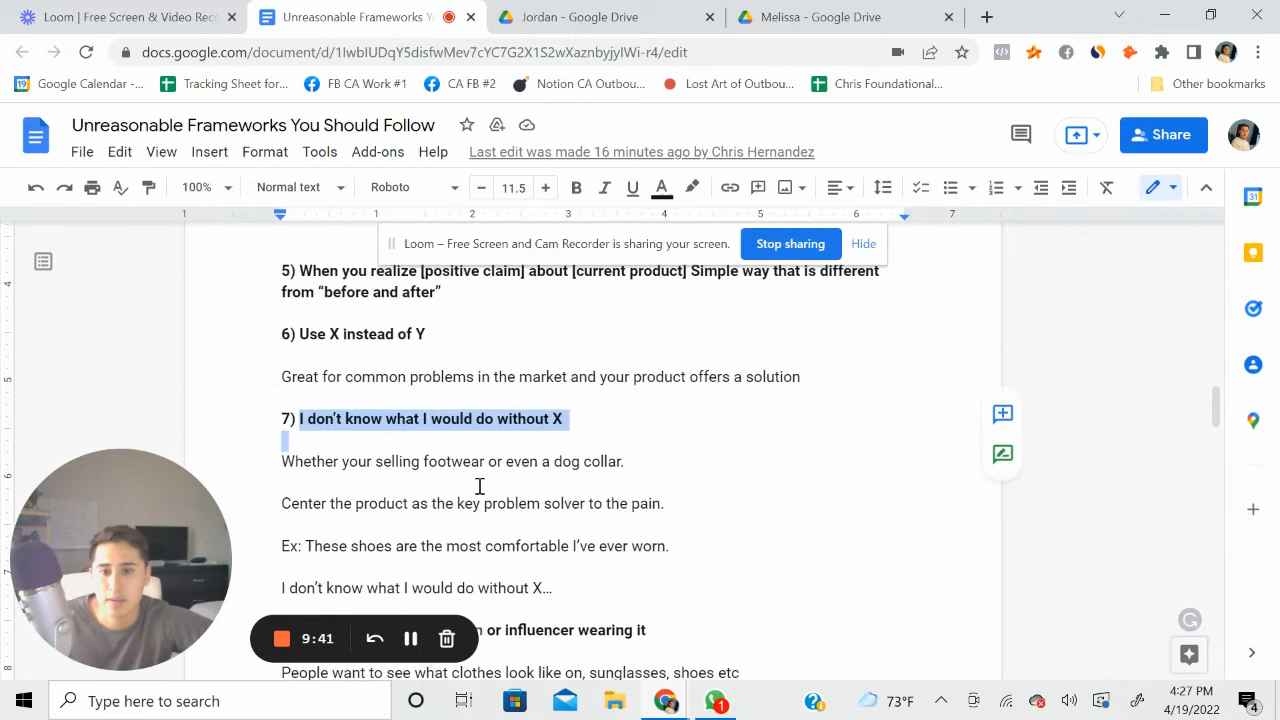 Loom | Free Screen & Video Rec
Unreasonable Frameworks Y
Jordan - Google Drive
Melissa - Google Drive
docs.google.com/document/d/1IwbIUDqY5disfwMev7cYC7G2X1S2wXaznbyjyIWi-r4/edit
Google Calendar -...
Tracking Sheet for...
FB CA Work #1
CA FB #2
Notion CA Outbou...
Lost Art of Outbou...
Chris Foundational...
Other bookmarks
Unreasonable Frameworks You Should Follow
File Edit View Insert Format Tools Add-ons Help Last edit was made 16 minutes ago by Chris Hernandez
Share
100% Normal text Roboto 11.5
1 1 2 3 4 5 6 7
Loom – Free Screen and Cam Recorder is sharing your screen. Stop sharing Hide
5) When you realize [positive claim] about [current product] Simple way that is different
from “before and after”
6) Use X instead of Y
Great for common problems in the market and your product offers a solution
7) I don’t know what I would do without X
Whether your selling footwear or even a dog collar.
Center the product as the key problem solver to the pain.
Ex: These shoes are the most comfortable I’ve ever worn.
I don’t know what I would do without X…
9:41
or influencer wearing it
People want to see what clothes look like on, sunglasses, shoes etc
Type here to search
1
73°F
4:27 PM
4/19/2022
4